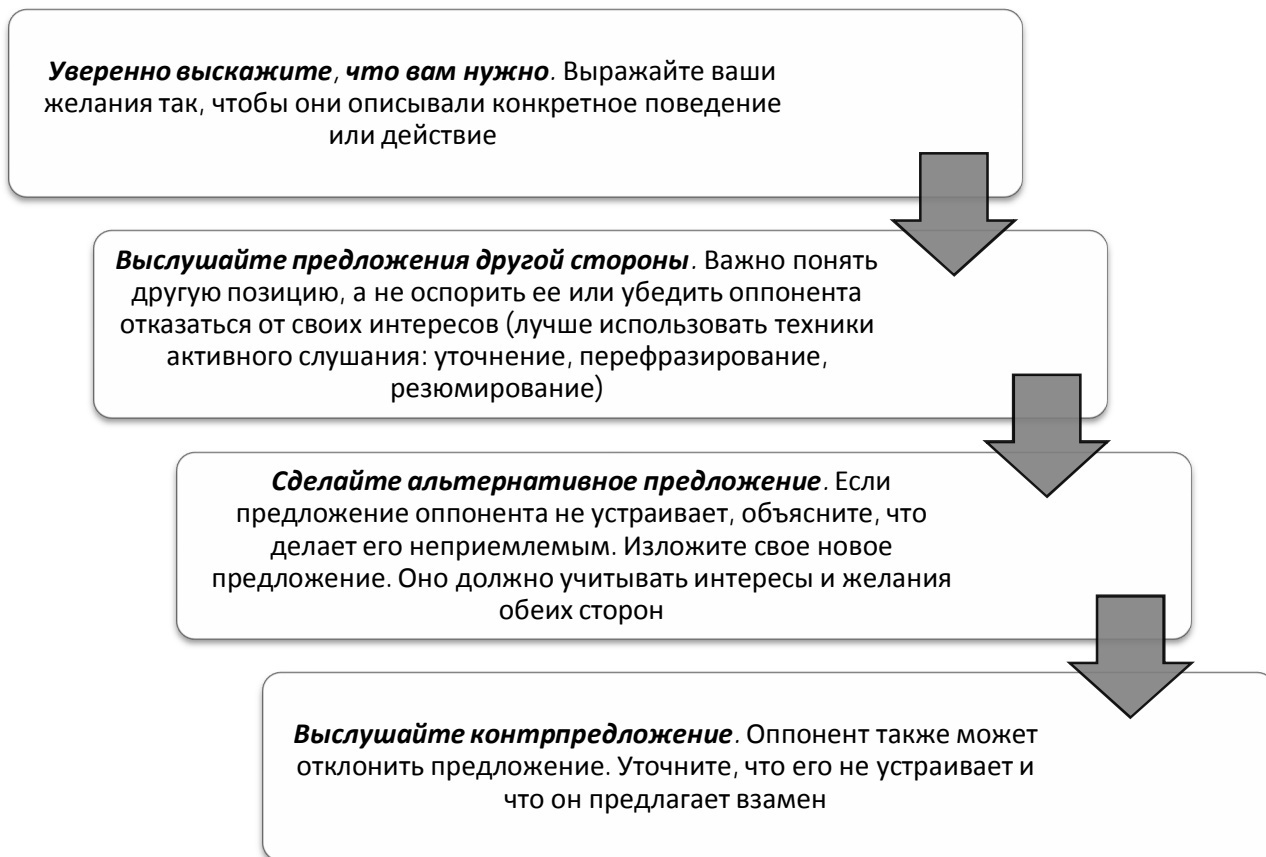 Уверенно выскажите, что вам нужно. Выражайте ваши
желания так, чтобы они описывали конкретное поведение
или действие
Выслушайте предложения другой стороны. Важно понять
другую позицию, а не оспорить ее или убедить оппонента
отказаться от своих интересов (лучше использовать техники
активного слушания: уточнение, перефразирование,
резюмирование)
Сделайте альтернативное предложение. Если
предложение оппонента не устраивает, объясните, что
делает его неприемлемым. Изложите свое новое
предложение. Оно должно учитывать интересы и желания
обеих сторон
Выслушайте контрпредложение. Оппонент также может
отклонить предложение. Уточните, что его не устраивает и
что он предлагает взамен